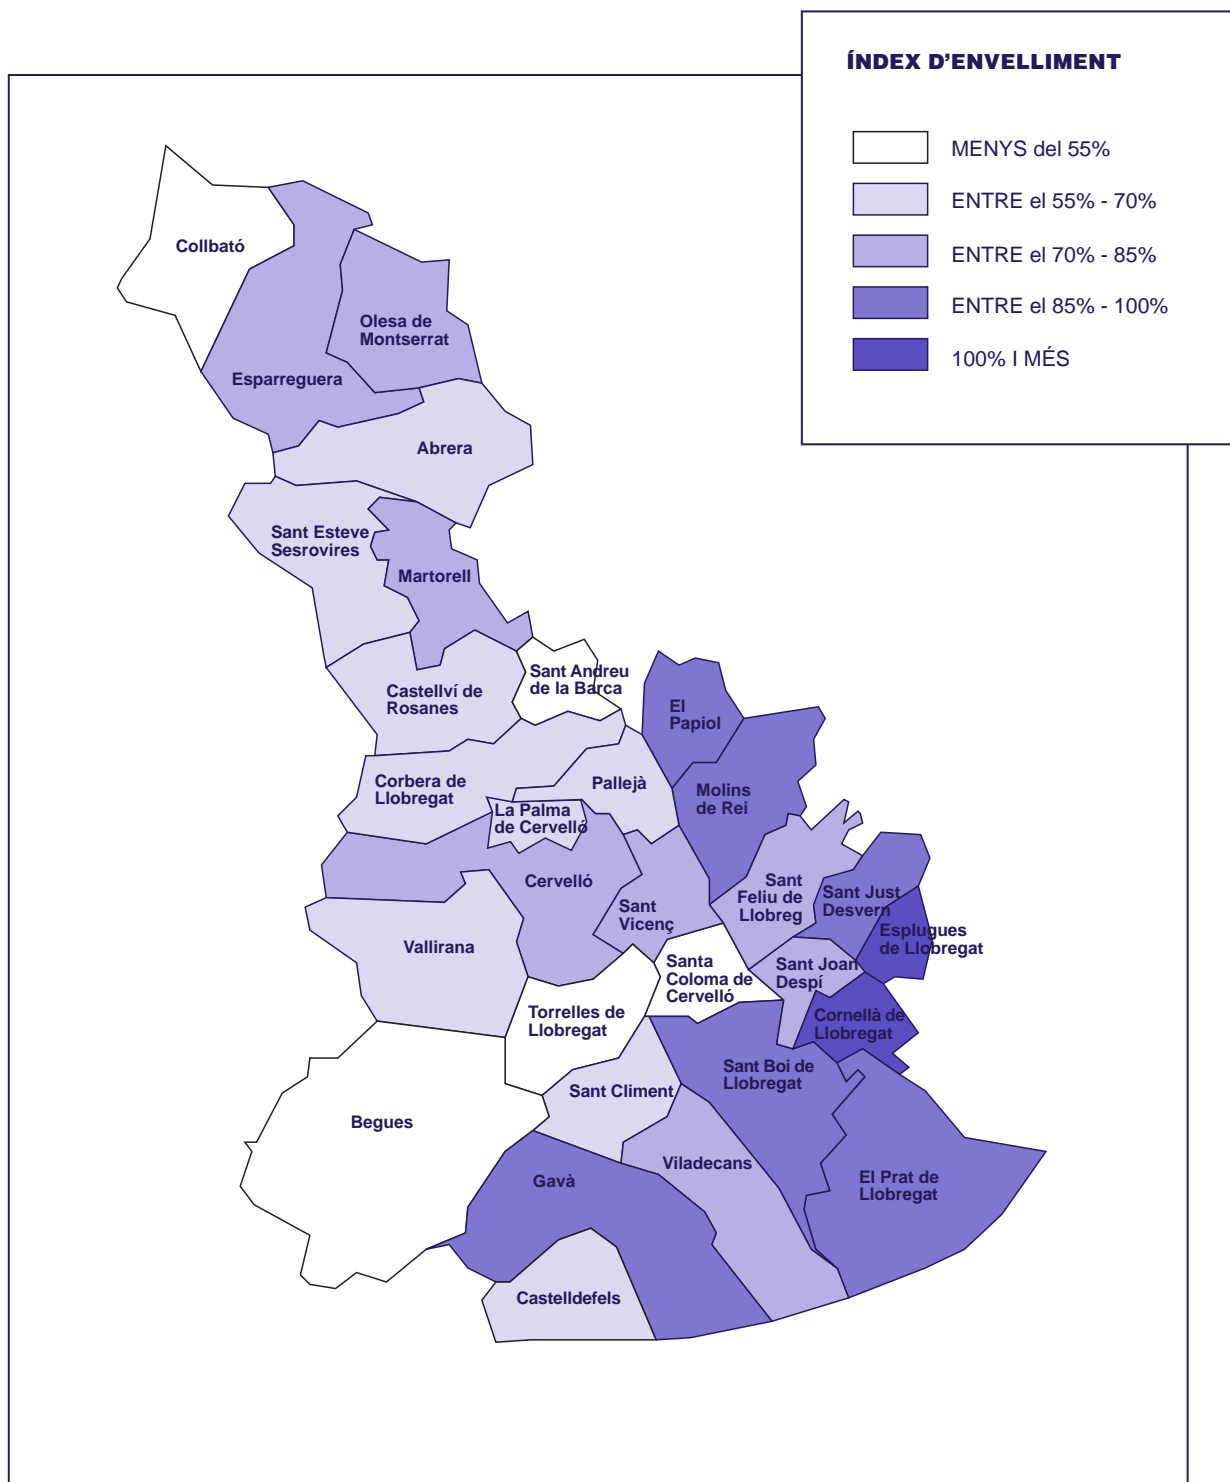 ÍNDEX D'ENVELLIMENT
MENYS del 55%
ENTRE el 55% - 70%
ENTRE el 70% - 85%
ENTRE el 85% - 100%
100% I MÉS
Collbató
Olesa de
Montserrat
Esparreguera
Abrera
Sant Esteve
Sesrovires
Martorell
Sant Andreu
de la Barca
Castellví de
Rosanes
El
Papiol
Corbera de
Llobregat
Pallejà
Molins
de Rei
La Palma
de Cervelló
Cervelló
Sant
Vicenç
Sant
Feliu de
Llobreg
Sant Just
Desvern
Esplugues
de Llobregat
Vallirana
Santa
Coloma de
Cervelló
Sant Joan
Despí
Torrelles de
Llobregat
Cornellà de
Llobregat
Sant Boi de
Llobregat
Sant Climent
Begues
Viladecans
Gavà
El Prat de
Llobregat
Castelldefels